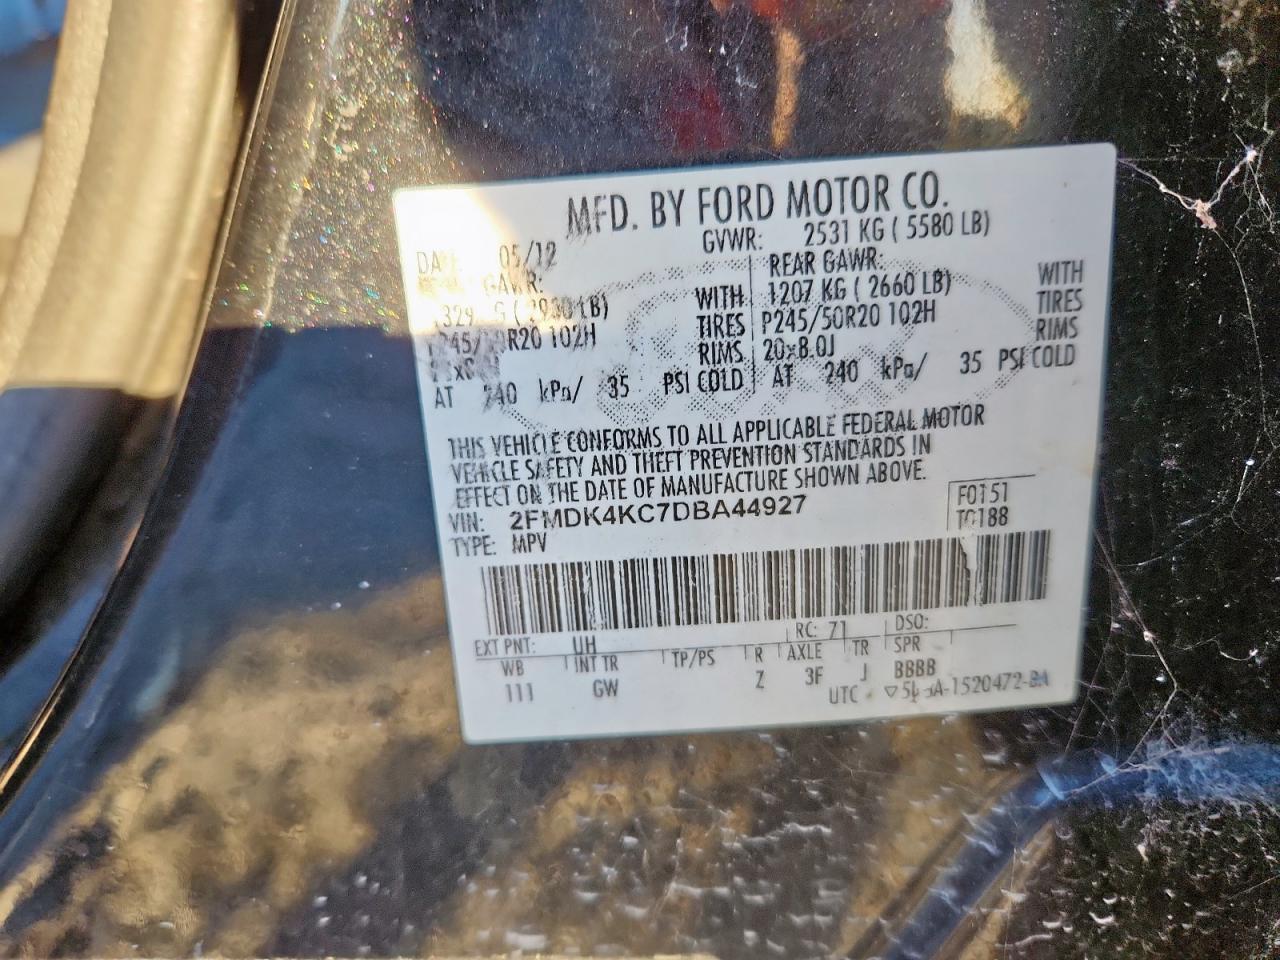 MFD. BY FORD MOTOR CO.
05/12 GVWR: 2531 KG ( 5580 LB)
GAWR: REAR GAWR:
LB) WITH 1207 KG ( 2660 LB) WITH
R20 102H TIRES P245/50R20 102H TIRES
RIMS 20x8.0J RIMS
AT 240 kPa/ 35 PSI COLD AT 240 kPa/ 35 PSI COLD
THIS VEHICLE CONFORMS TO ALL APPLICABLE FEDERAL MOTOR
VEHICLE SAFETY AND THEFT PREVENTION STANDARDS IN
EFFECT ON THE DATE OF MANUFACTURE SHOWN ABOVE.
VIN: 2FMDK4KC7DBA44927 F0151
TYPE: MPV T0188
EXT PNT: UH RC: 71 DSO:
WB INT TR TP/PS R AXLE TR SPR
111 GW Z 3F J BBBB
UTC